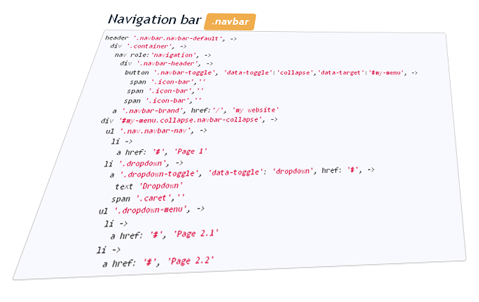 Navigation bar .navbar
header '.navbar.navbar-default', ->
div '.container', ->
nav role:'navigation', ->
div '.navbar-header', ->
button '.navbar-toggle', 'data-toggle':'collapse','data-target':'#my-menu', ->
span '.icon-bar',''
span '.icon-bar',''
span '.icon-bar',''
a '.navbar-brand', href:'/', 'my website'
div '#my-menu.collapse.navbar-collapse', ->
ul '.nav.navbar-nav', ->
li ->
a href: '#', 'Page 1'
li '.dropdown', ->
a '.dropdown-toggle', 'data-toggle': 'dropdown', href: '#', ->
text 'Dropdown'
span '.caret',''
ul '.dropdown-menu', ->
li ->
a href: '#', 'Page 2.1'
li ->
a href: '#', 'Page 2.2'